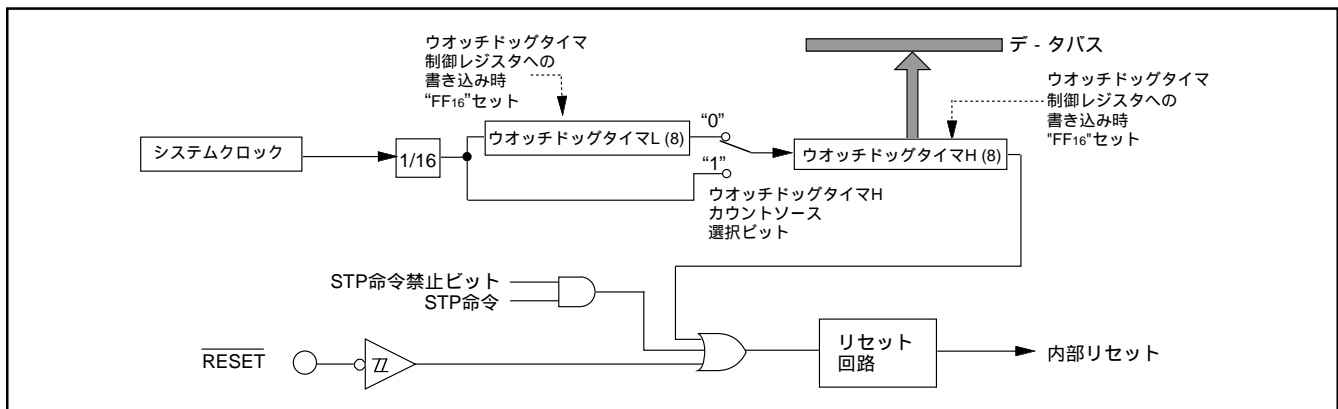 ウオッチドッグタイマ
制御レジスタへの
書き込み時
“FF16”セット
デ - タバス
ウオッチドッグタイマ
制御レジスタへの
書き込み時
"FF16"セット
システムクロック
1/16
ウオッチドッグタイマL (8)
“0”
“1”
ウオッチドッグタイマH (8)
ウオッチドッグタイマH
カウントソース
選択ビット
STP命令禁止ビット
STP命令
RESET
リセット
回路
内部リセット